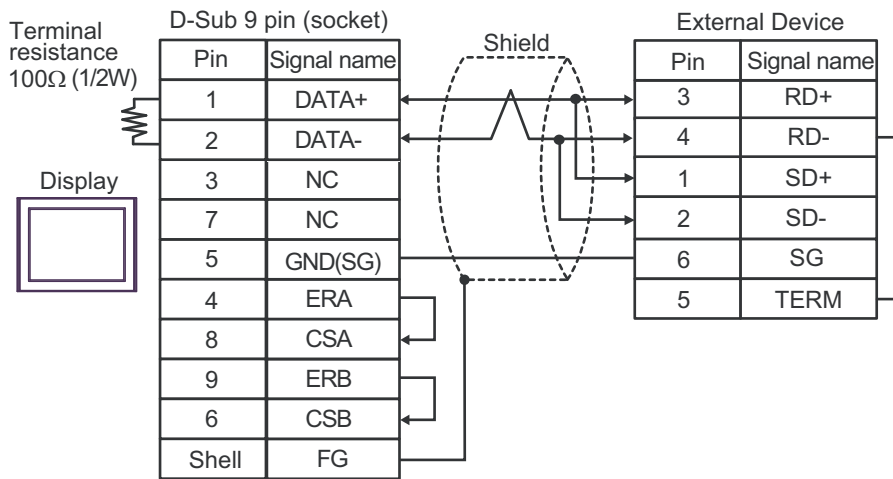 Terminal
resistance
100Ω (1/2W)
D-Sub 9 pin (socket)
Pin Signal name
1 DATA+
2 DATA-
3 NC
7 NC
5 GND(SG)
4 ERA
8 CSA
9 ERB
6 CSB
Shell FG
Display
Shield
External Device
Pin Signal name
3 RD+
4 RD-
1 SD+
2 SD-
6 SG
5 TERM